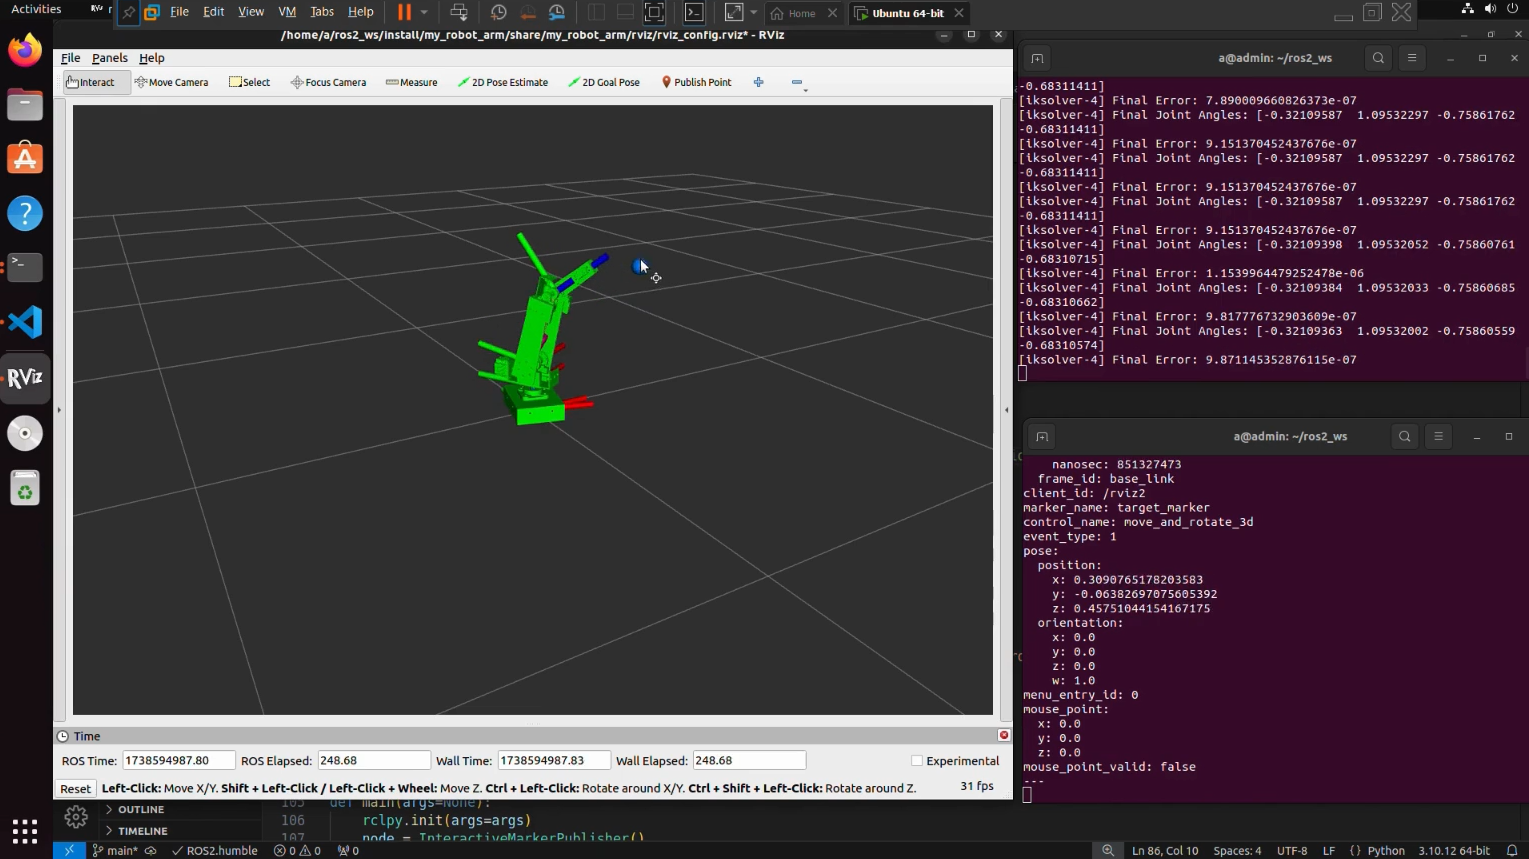 Activities
RViz
File Edit View VM Tabs Help
Home
Ubuntu 64-bit
/home/a/ros2_ws/install/my_robot_arm/share/my_robot_arm/rviz/rviz_config.rviz* - RViz
File Panels Help
Interact Move Camera Select Focus Camera Measure 2D Pose Estimate 2D Goal Pose Publish Point
RViz
a@admin: ~/ros2_ws
-0.68311411]
[iksolver-4] Final Error: 7.890009660826373e-07
[iksolver-4] Final Joint Angles: [-0.32109587 1.09532297 -0.75861762
-0.68311411]
[iksolver-4] Final Error: 9.151370452437676e-07
[iksolver-4] Final Joint Angles: [-0.32109587 1.09532297 -0.75861762
-0.68311411]
[iksolver-4] Final Error: 9.151370452437676e-07
[iksolver-4] Final Joint Angles: [-0.32109587 1.09532297 -0.75861762
-0.68311411]
[iksolver-4] Final Error: 9.151370452437676e-07
[iksolver-4] Final Joint Angles: [-0.32109398 1.09532052 -0.75860761
-0.68310715]
[iksolver-4] Final Error: 1.1539964479252478e-06
[iksolver-4] Final Joint Angles: [-0.32109384 1.09532033 -0.75860685
-0.68310662]
[iksolver-4] Final Error: 9.817776732903609e-07
[iksolver-4] Final Joint Angles: [-0.32109363 1.09532002 -0.75860559
-0.68310574]
[iksolver-4] Final Error: 9.871145352876115e-07
a@admin: ~/ros2_ws
nanosec: 851327473
frame_id: base_link
client_id: /rviz2
marker_name: target_marker
control_name: move_and_rotate_3d
event_type: 1
pose:
position:
x: 0.3090765178203583
y: -0.06382697075605392
z: 0.45751044154167175
orientation:
x: 0.0
y: 0.0
z: 0.0
w: 1.0
menu_entry_id: 0
mouse_point:
x: 0.0
y: 0.0
z: 0.0
mouse_point_valid: false
---
Time
ROS Time: 1738594987.80 ROS Elapsed: 248.68 Wall Time: 1738594987.83 Wall Elapsed: 248.68 Experimental
Reset Left-Click: Move X/Y. Shift + Left-Click / Left-Click + Wheel: Move Z. Ctrl + Left-Click: Rotate around X/Y. Ctrl + Shift + Left-Click: Rotate around Z. 31 fps
OUTLINE
TIMELINE
105 def main(args=None):
106 rclpy.init(args=args)
107 node = InteractiveMarkerPublisher()
main* ROS2.humble 0 0 0 Ln 86, Col 10 Spaces: 4 UTF-8 LF {} Python 3.10.12 64-bit